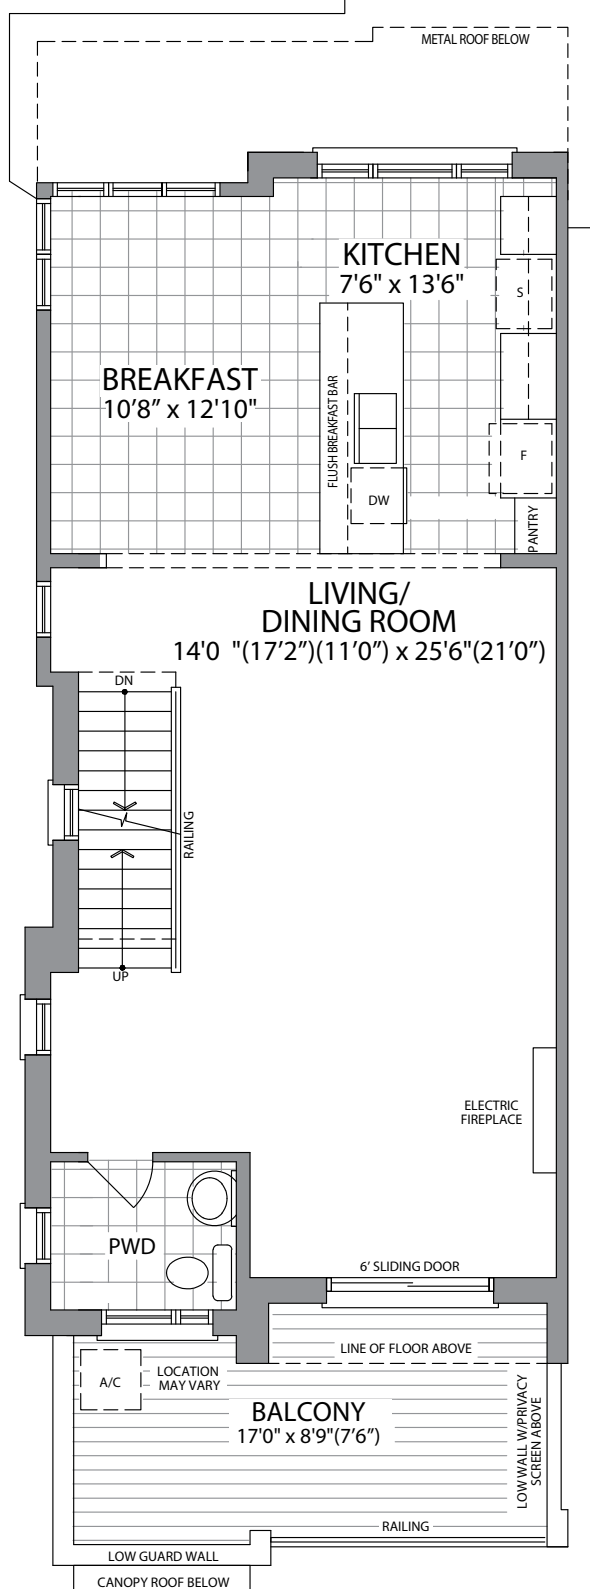 METAL ROOF BELOW
KITCHEN
7'6" x 13'6"
S
BREAKFAST
10'8” x 12'10"
FLUSH BREAKFAST BAR
F
DW
PANTRY
LIVING/
DINING ROOM
14'0 "(17'2”)(11'0”) x 25'6"(21'0”)
DN
RAILING
UP
ELECTRIC
FIREPLACE
PWD
6’ SLIDING DOOR
LINE OF FLOOR ABOVE
A/C
LOCATION
MAY VARY
BALCONY
17'0" x 8'9"(7'6”)
LOW WALL W/PRIVACY
SCREEN ABOVE
RAILING
LOW GUARD WALL
CANOPY ROOF BELOW